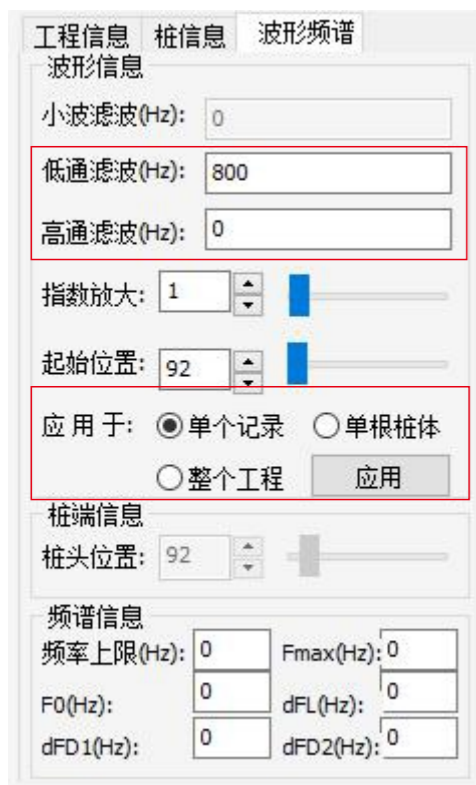 工程信息 桩信息 波形频谱
波形信息
小波滤波(Hz): 0
低通滤波(Hz): 800
高通滤波(Hz): 0
指数放大: 1
起始位置: 92
应 用 于: 单个记录 单根桩体
整个工程 应用
桩端信息
桩头位置: 92
频谱信息
频率上限(Hz): 0 Fmax(Hz): 0
F0(Hz): 0 dFL(Hz): 0
dFD1(Hz): 0 dFD2(Hz): 0